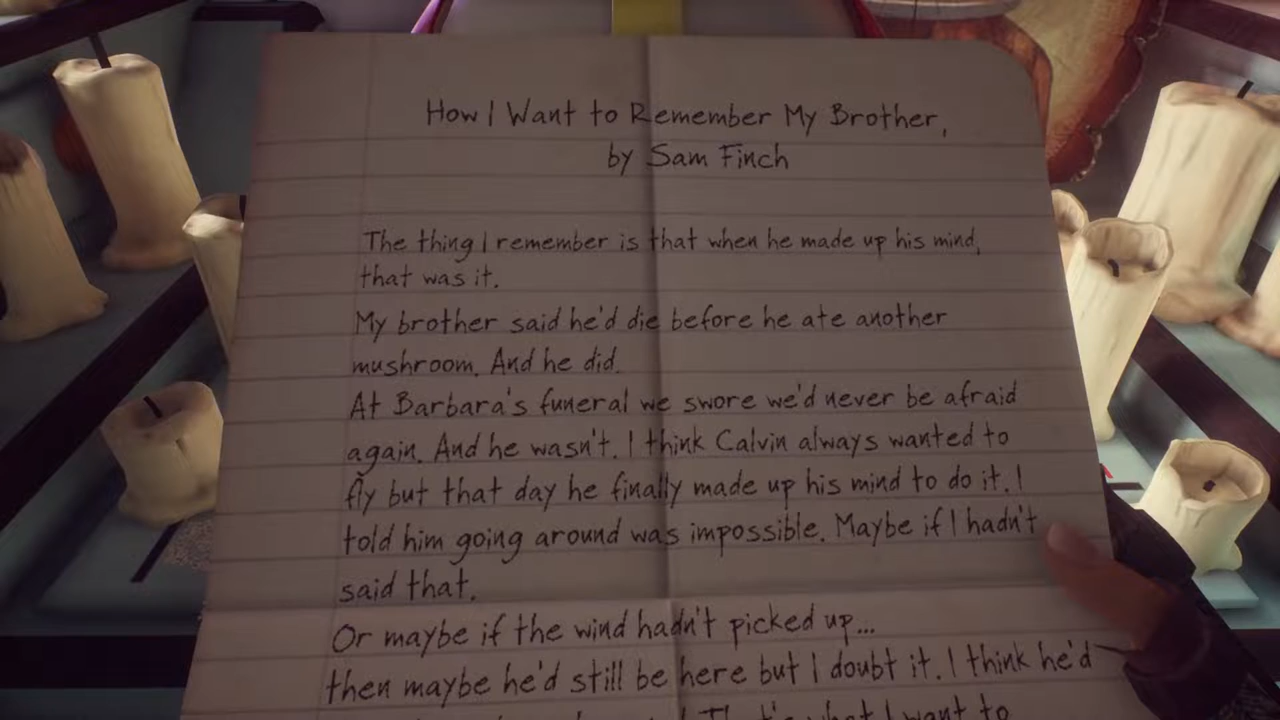 How I Want to Remember My Brother,
by Sam Finch
The thing I remember is that when he made up his mind,
that was it.
My brother said he'd die before he ate another
mushroom. And he did.
At Barbara's funeral we swore we'd never be afraid
again. And he wasn't. I think Calvin always wanted to
fly but that day he finally made up his mind to do it. I
told him going around was impossible. Maybe if I hadn't
said that.
Or maybe if the wind hadn't picked up...
then maybe he'd still be here but I doubt it. I think he'd
That's what I want to